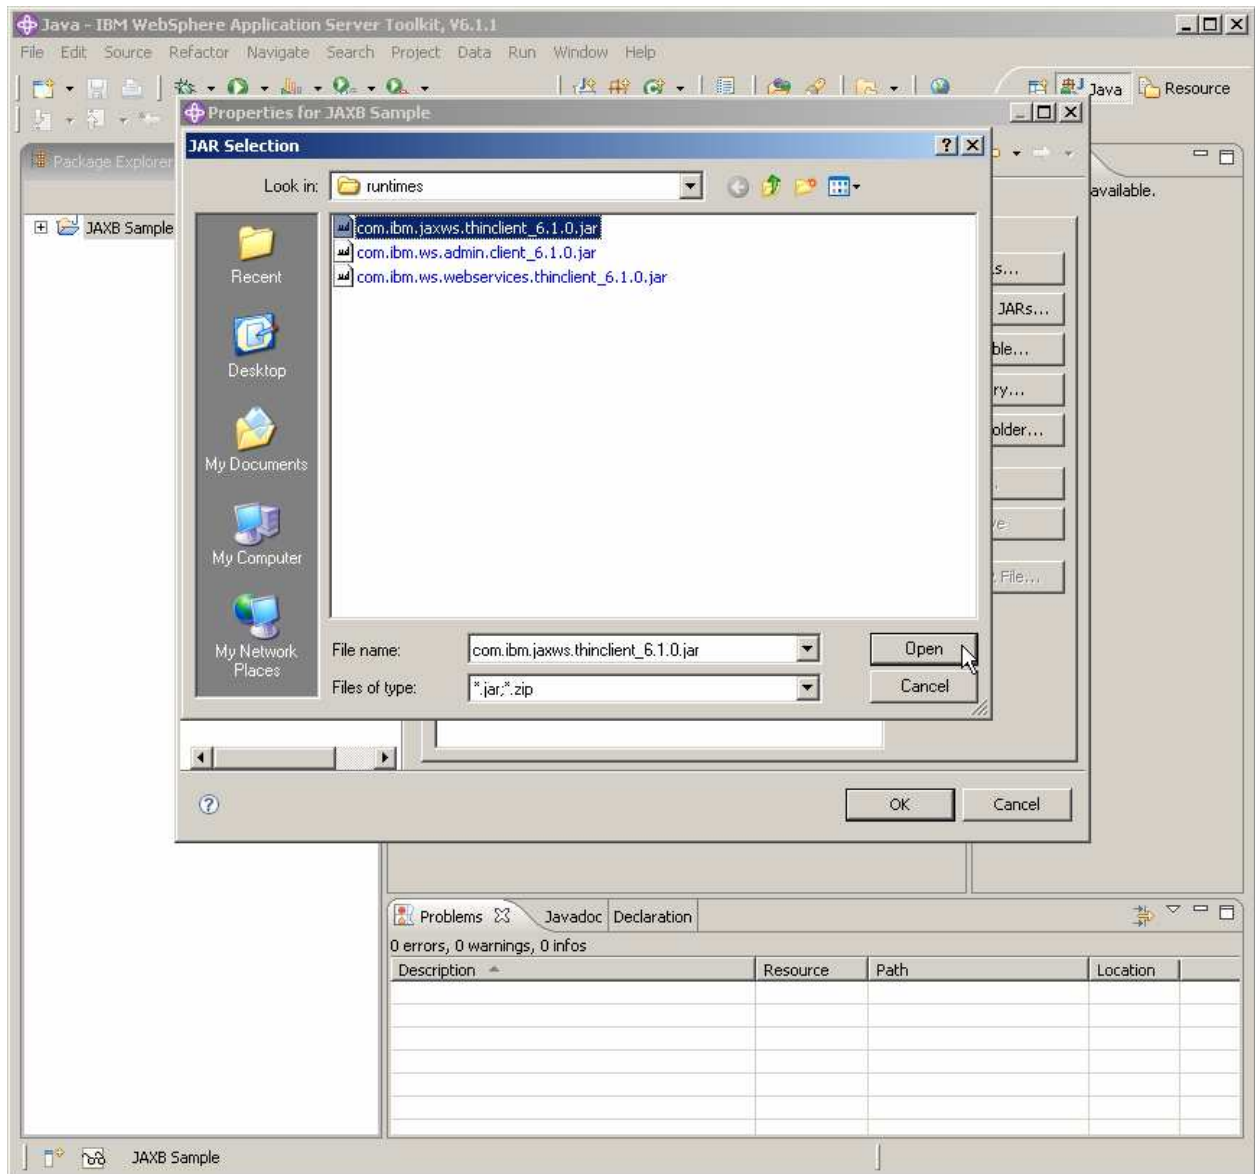 Java - IBM WebSphere Application Server Toolkit, V6.1.1
File Edit Source Refactor Navigate Search Project Data Run Window Help
Java Resource
Properties for JAXB Sample
JAR Selection
Package Explorer
Look in: runtimes
available.
JAXB Sample
com.ibm.jaxws.thinclient_6.1.0.jar
com.ibm.ws.admin.client_6.1.0.jar
com.ibm.ws.webservices.thinclient_6.1.0.jar
Recent
Desktop
My Documents
My Computer
My Network Places
s...
JARs...
ble...
ry...
older...
File...
File name: com.ibm.jaxws.thinclient_6.1.0.jar Open
Files of type: *.jar;*.zip Cancel
OK Cancel
Problems Javadoc Declaration
0 errors, 0 warnings, 0 infos
Description Resource Path Location
JAXB Sample